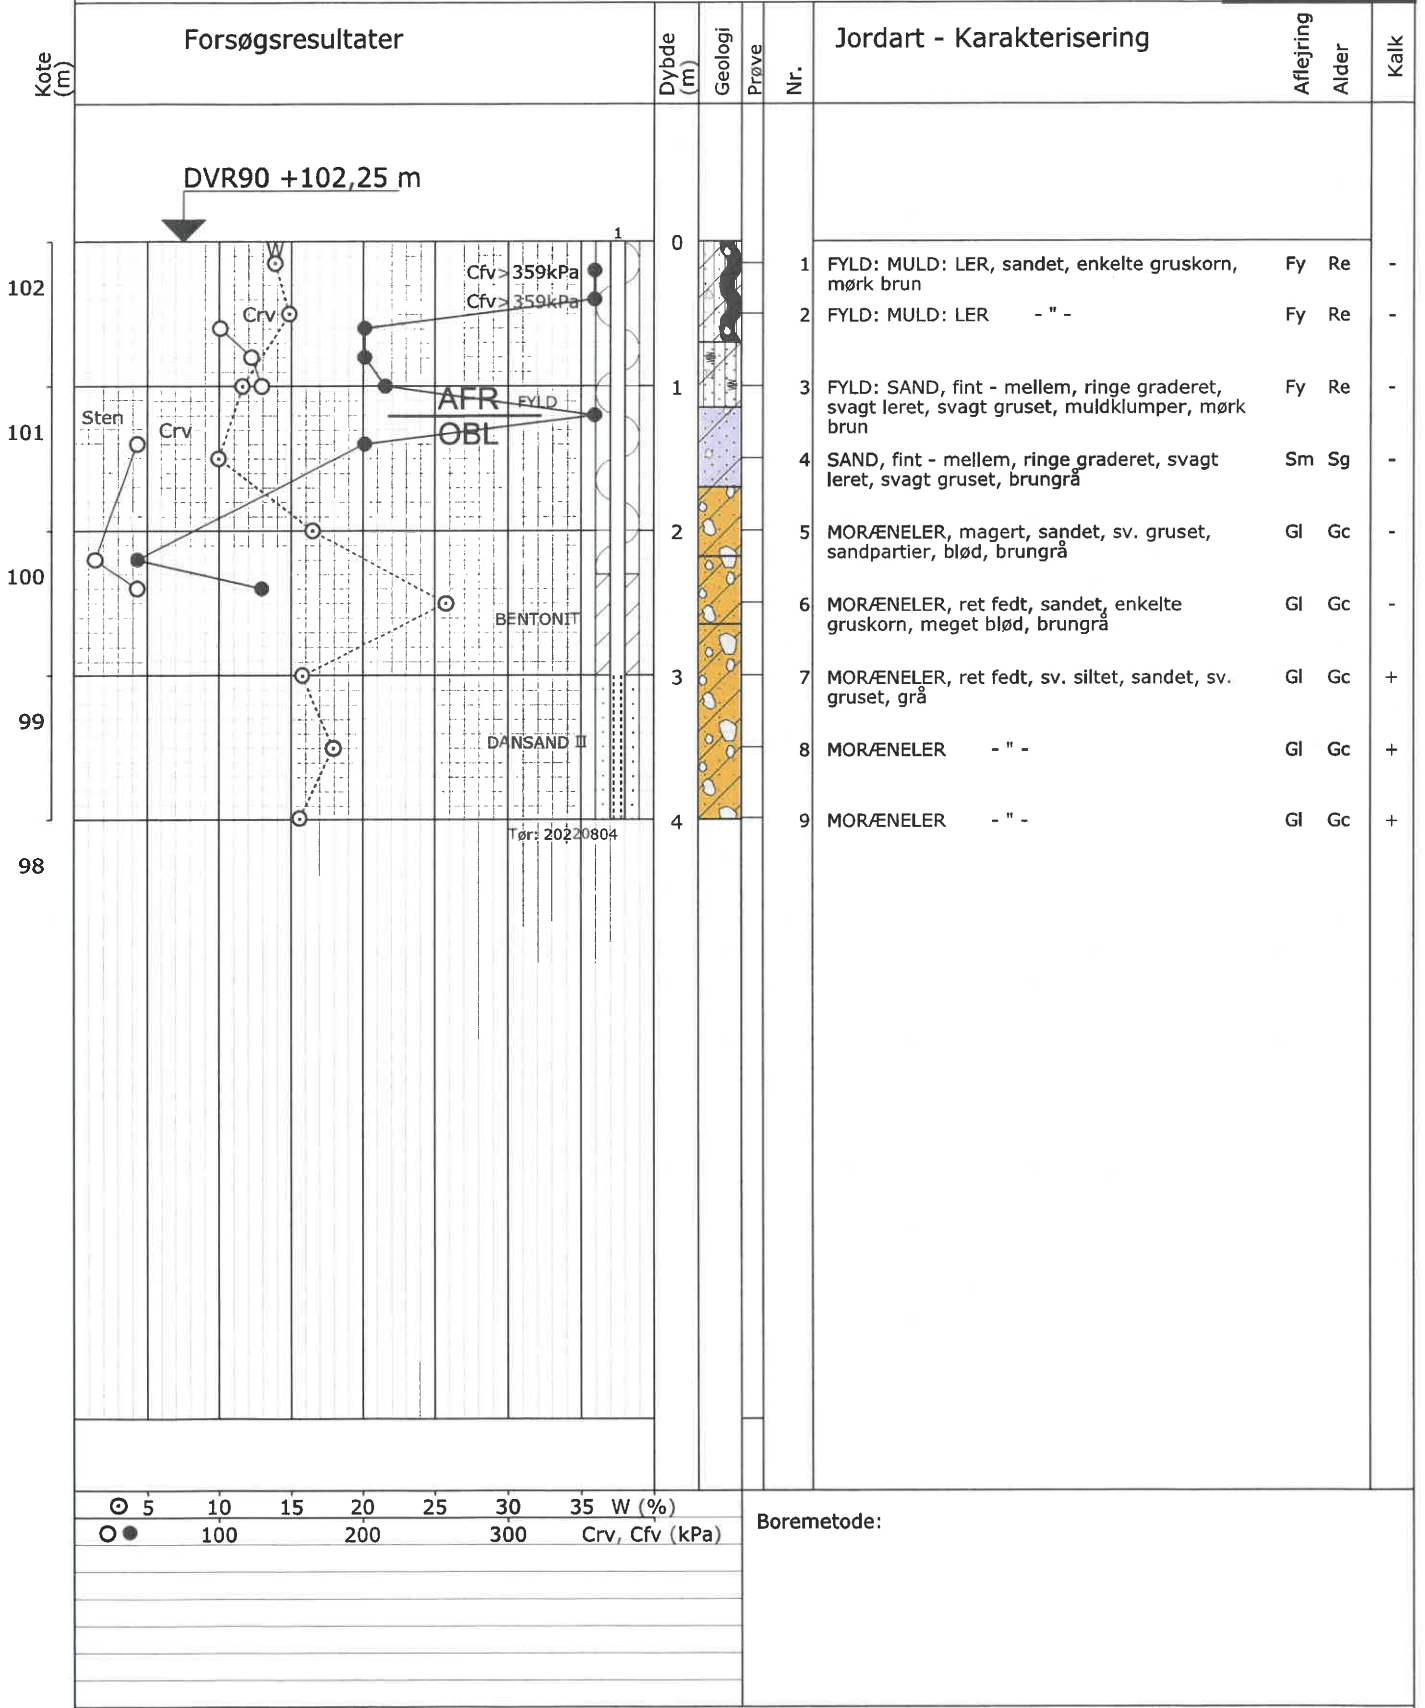 Kote (m)
Forsøgsresultater
Dybde (m)
Geologi
Prøve
Nr.
Jordart - Karakterisering
Aflejring
Alder
Kalk
DVR90 +102,25 m
W
1
0
Cfv> 359kPa
1 FYLD: MULD: LER, sandet, enkelte gruskorn, Fy Re -
mørk brun
102
Cfv> 359kPa
Crv
2 FYLD: MULD: LER - " - Fy Re -
1
3 FYLD: SAND, fint - mellem, ringe graderet, Fy Re -
svagt leret, svagt gruset, muldklumper, mørk
brun
AFR FYLD
OBL
Sten
Crv
101
4 SAND, fint - mellem, ringe graderet, svagt Sm Sg -
leret, svagt gruset, brungrå
2
5 MORÆNELER, magert, sandet, sv. gruset, Gl Gc -
sandpartier, blød, brungrå
100
6 MORÆNELER, ret fedt, sandet, enkelte Gl Gc -
gruskorn, meget blød, brungrå
BENTONIT
3
7 MORÆNELER, ret fedt, sv. siltet, sandet, sv. Gl Gc +
gruset, grå
99
DANSAND II
8 MORÆNELER - " - Gl Gc +
4
9 MORÆNELER - " - Gl Gc +
Tør: 20220804
98
5 10 15 20 25 30 35 W (%)
100 200 300 Crv, Cfv (kPa)
Boremetode: